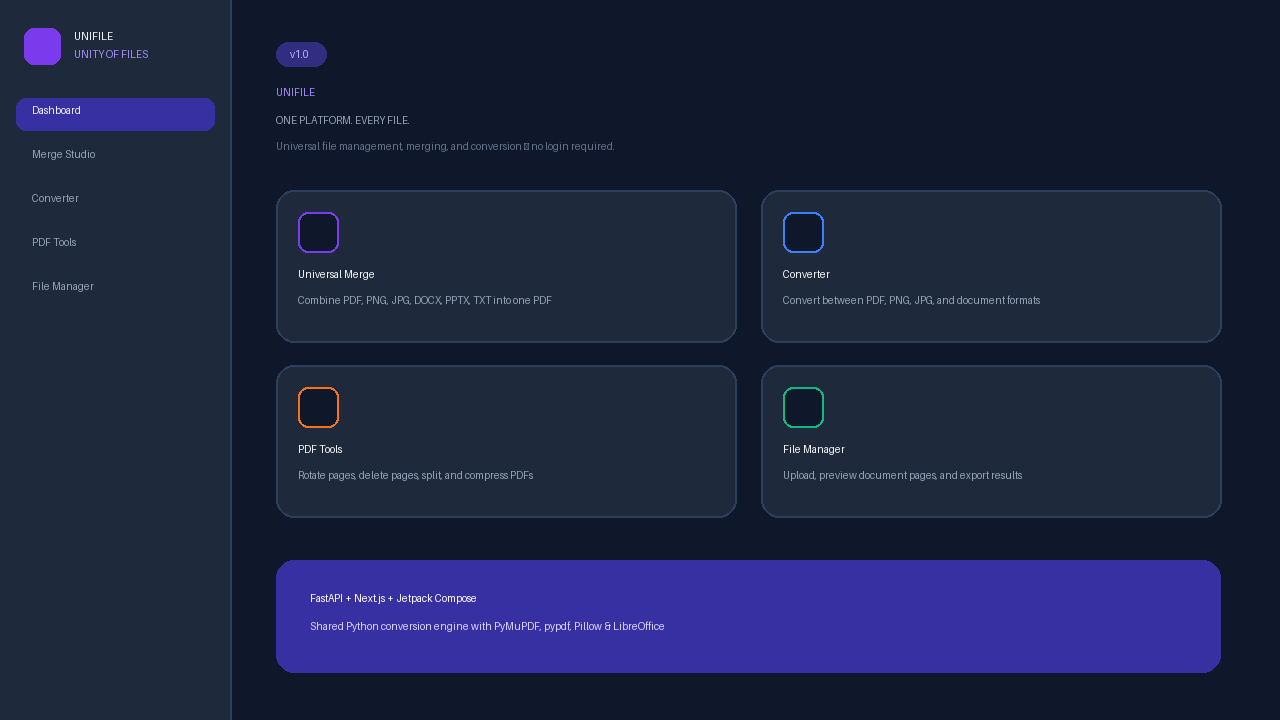 UNIFILE
UNITY OF FILES
Dashboard
Merge Studio
Converter
PDF Tools
File Manager
v1.0
UNIFILE
ONE PLATFORM. EVERY FILE.
Universal file management, merging, and conversion no login required.
Universal Merge
Combine PDF, PNG, JPG, DOCX, PPTX, TXT into one PDF
Converter
Convert between PDF, PNG, JPG, and document formats
PDF Tools
Rotate pages, delete pages, split, and compress PDFs
File Manager
Upload, preview document pages, and export results
FastAPI + Next.js + Jetpack Compose
Shared Python conversion engine with PyMuPDF, pypdf, Pillow & LibreOffice